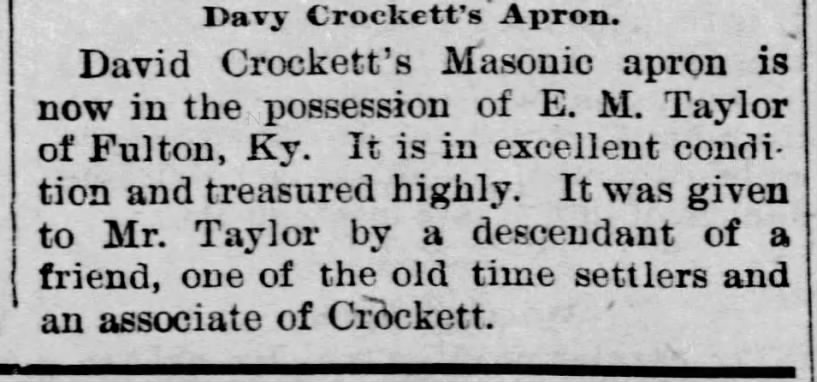 Davy Crockett's Apron.
David Crockett's Masonic apron is
now in the possession of E. M. Taylor
of Fulton, Ky. It is in excellent condi-
tion and treasured highly. It was given
to Mr. Taylor by a descendant of a
friend, one of the old time settlers and
an associate of Crockett.